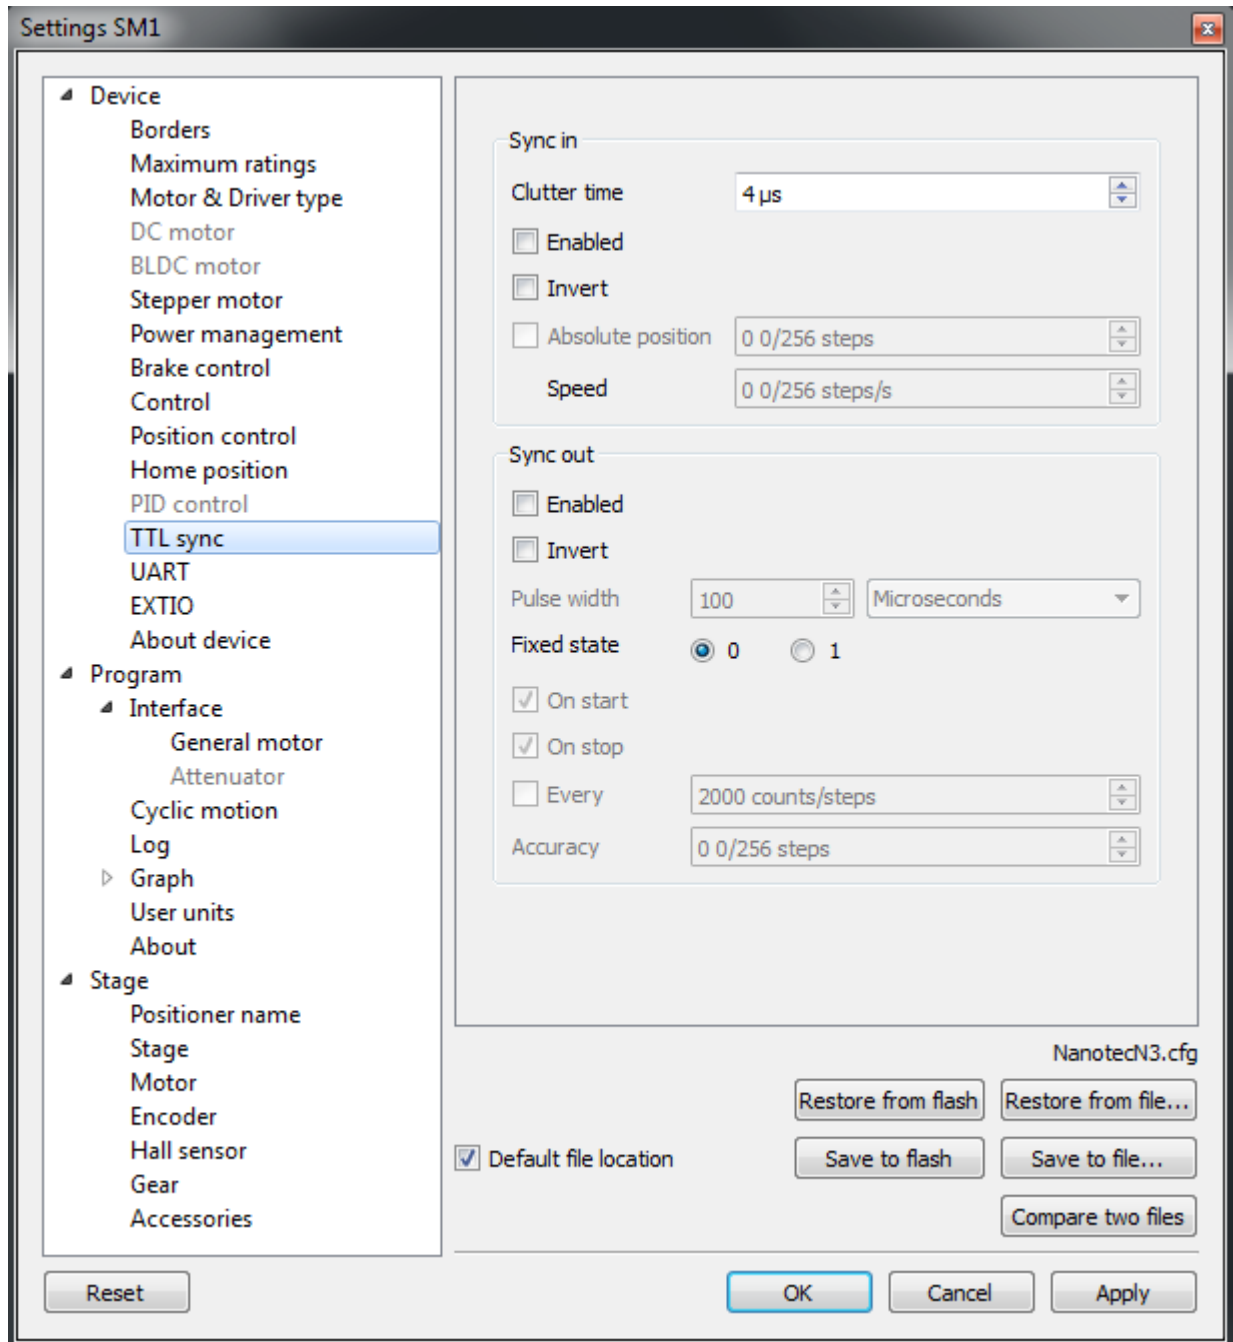 Settings SM1
Device
Borders
Maximum ratings
Motor & Driver type
DC motor
BLDC motor
Stepper motor
Power management
Brake control
Control
Position control
Home position
PID control
TTL sync
UART
EXTIO
About device
Program
Interface
General motor
Attenuator
Cyclic motion
Log
Graph
User units
About
Stage
Positioner name
Stage
Motor
Encoder
Hall sensor
Gear
Accessories
Sync in
Clutter time 4 µs
Enabled
Invert
Absolute position 0 0/256 steps
Speed 0 0/256 steps/s
Sync out
Enabled
Invert
Pulse width 100 Microseconds
Fixed state 0 1
On start
On stop
Every 2000 counts/steps
Accuracy 0 0/256 steps
NanotecN3.cfg
Restore from flash Restore from file...
Default file location Save to flash Save to file...
Compare two files
Reset OK Cancel Apply